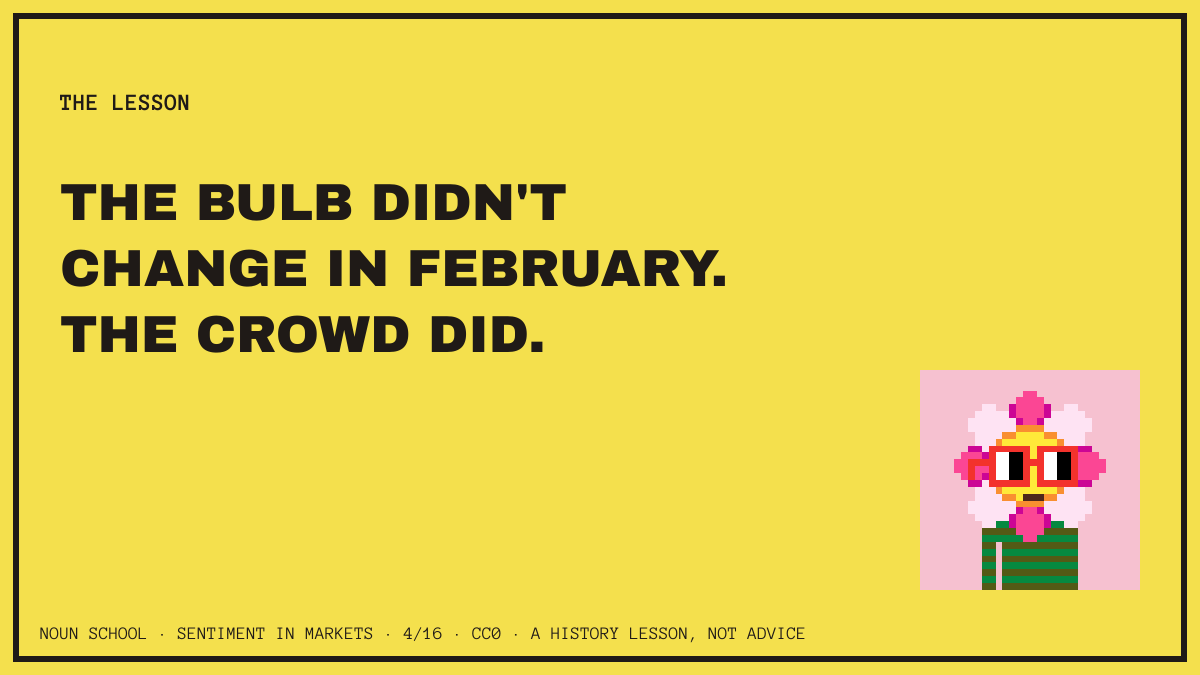 THE LESSON
THE BULB DIDN'T
CHANGE IN FEBRUARY.
THE CROWD DID.
NOUN SCHOOL · SENTIMENT IN MARKETS · 4/16 · CC0 · A HISTORY LESSON, NOT ADVICE